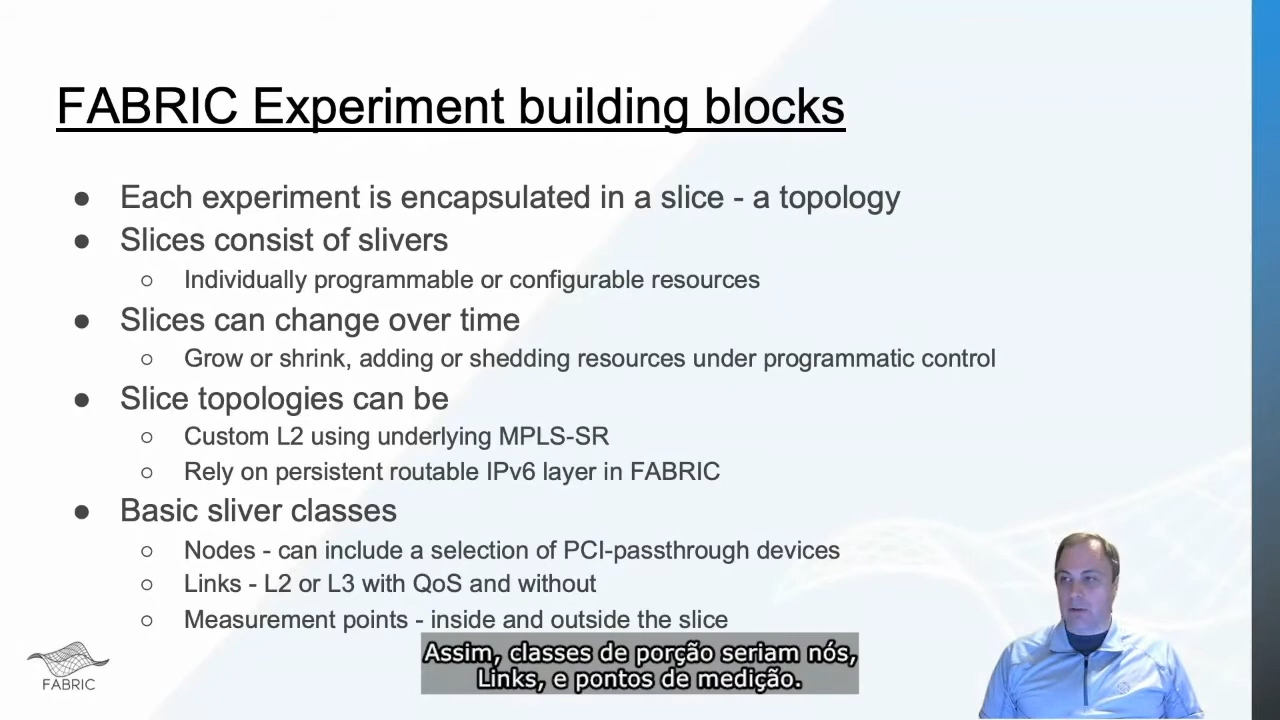 FABRIC Experiment building blocks
● Each experiment is encapsulated in a slice - a topology
● Slices consist of slivers
○ Individually programmable or configurable resources
● Slices can change over time
○ Grow or shrink, adding or shedding resources under programmatic control
● Slice topologies can be
○ Custom L2 using underlying MPLS-SR
○ Rely on persistent routable IPv6 layer in FABRIC
● Basic sliver classes
○ Nodes - can include a selection of PCI-passthrough devices
○ Links - L2 or L3 with QoS and without
○ Measurement points - inside and outside the slice
Assim, classes de porção seriam nós,
Links, e pontos de medição.
FABRIC